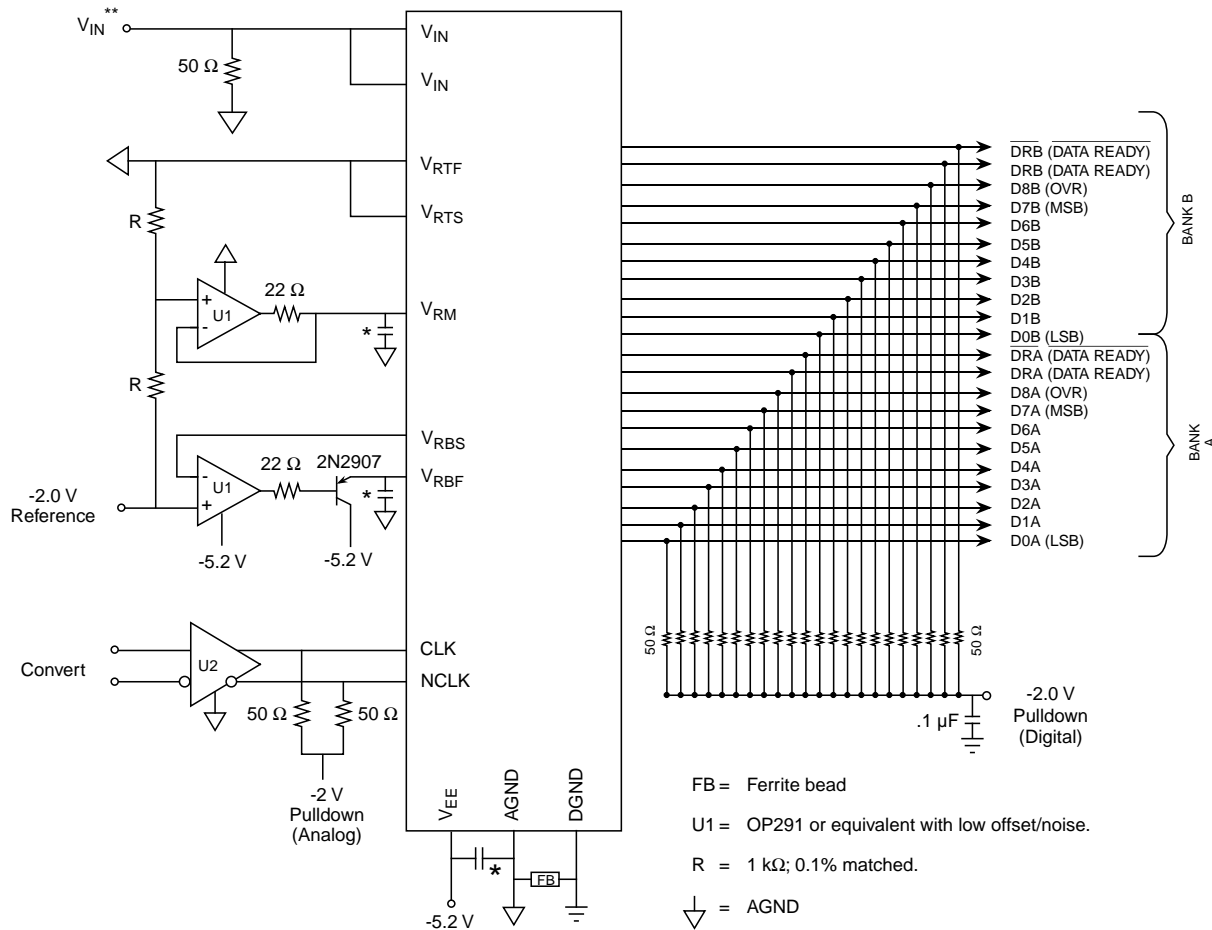 V_IN**
50 Ω
V_IN
V_IN
V_RTF
V_RTS
R
+
-
U1
22 Ω
V_RM
*
R
V_RBS
V_RBF
-
+
U1
22 Ω
2N2907
*
-2.0 V
Reference
-5.2 V
-5.2 V
Convert
U2
CLK
NCLK
50 Ω
50 Ω
-2 V
Pulldown
(Analog)
V_EE
AGND
DGND
*
FB
-5.2 V
DRB (DATA READY)
DRB (DATA READY)
D8B (OVR)
D7B (MSB)
D6B
D5B
D4B
D3B
D2B
D1B
D0B (LSB)
DRA (DATA READY)
DRA (DATA READY)
D8A (OVR)
D7A (MSB)
D6A
D5A
D4A
D3A
D2A
D1A
D0A (LSB)
BANK B
BANK
A
50 Ω
50 Ω
-2.0 V
Pulldown
(Digital)
.1 µF
FB = Ferrite bead
U1 = OP291 or equivalent with low offset/noise.
R = 1 kΩ; 0.1% matched.
= AGND